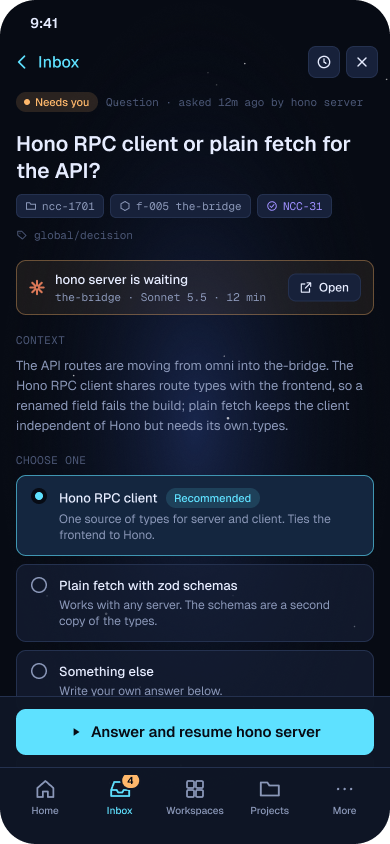 9:41
Inbox
Needs you Question · asked 12m ago by hono server
Hono RPC client or plain fetch for
the API?
ncc-1701 f-005 the-bridge NCC-31
global/decision
hono server is waiting
the-bridge · Sonnet 5.5 · 12 min
Open
CONTEXT
The API routes are moving from omni into the-bridge. The
Hono RPC client shares route types with the frontend, so a
renamed field fails the build; plain fetch keeps the client
independent of Hono but needs its own types.
CHOOSE ONE
Hono RPC client Recommended
One source of types for server and client. Ties the
frontend to Hono.
Plain fetch with zod schemas
Works with any server. The schemas are a second
copy of the types.
Something else
Write your own answer below.
Answer and resume hono server
4
Home Inbox Workspaces Projects More